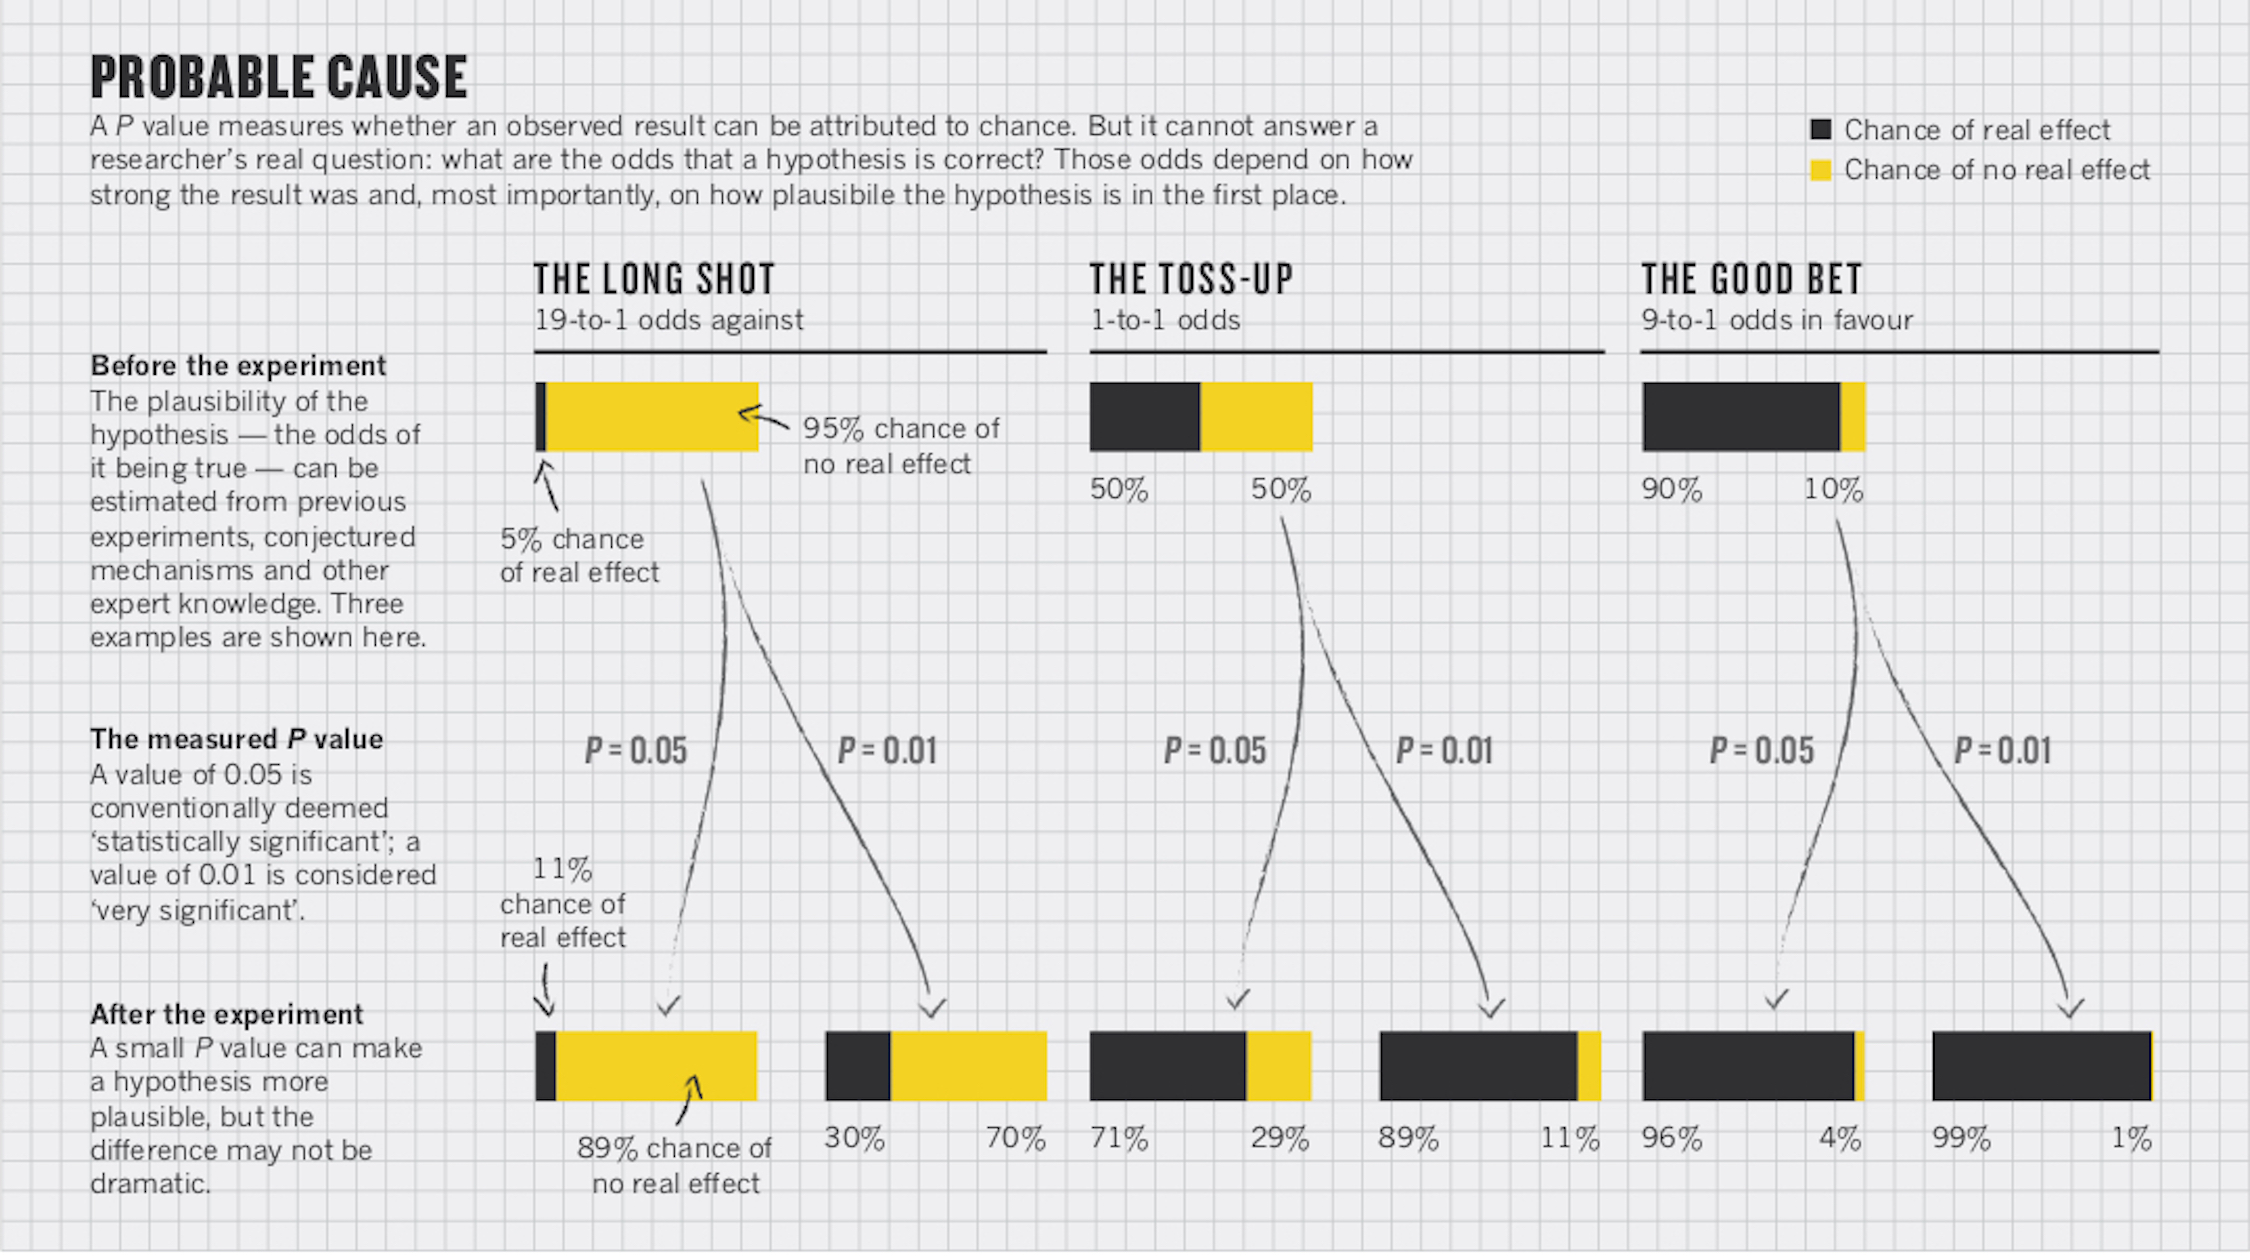 PROBABLE CAUSE
A P value measures whether an observed result can be attributed to chance. But it cannot answer a
researcher’s real question: what are the odds that a hypothesis is correct? Those odds depend on how
strong the result was and, most importantly, on how plausibile the hypothesis is in the first place.
Chance of real effect
Chance of no real effect
THE LONG SHOT
19-to-1 odds against
THE TOSS-UP
1-to-1 odds
THE GOOD BET
9-to-1 odds in favour
Before the experiment
The plausibility of the
hypothesis — the odds of
it being true — can be
estimated from previous
experiments, conjectured
mechanisms and other
expert knowledge. Three
examples are shown here.
95% chance of
no real effect
5% chance
of real effect
50%
50%
90%
10%
The measured P value
A value of 0.05 is
conventionally deemed
‘statistically significant’; a
value of 0.01 is considered
‘very significant’.
P = 0.05
P = 0.01
P = 0.05
P = 0.01
P = 0.05
P = 0.01
11%
chance of
real effect
After the experiment
A small P value can make
a hypothesis more
plausible, but the
difference may not be
dramatic.
89% chance of
no real effect
30%
70%
71%
29%
89%
11%
96%
4%
99%
1%